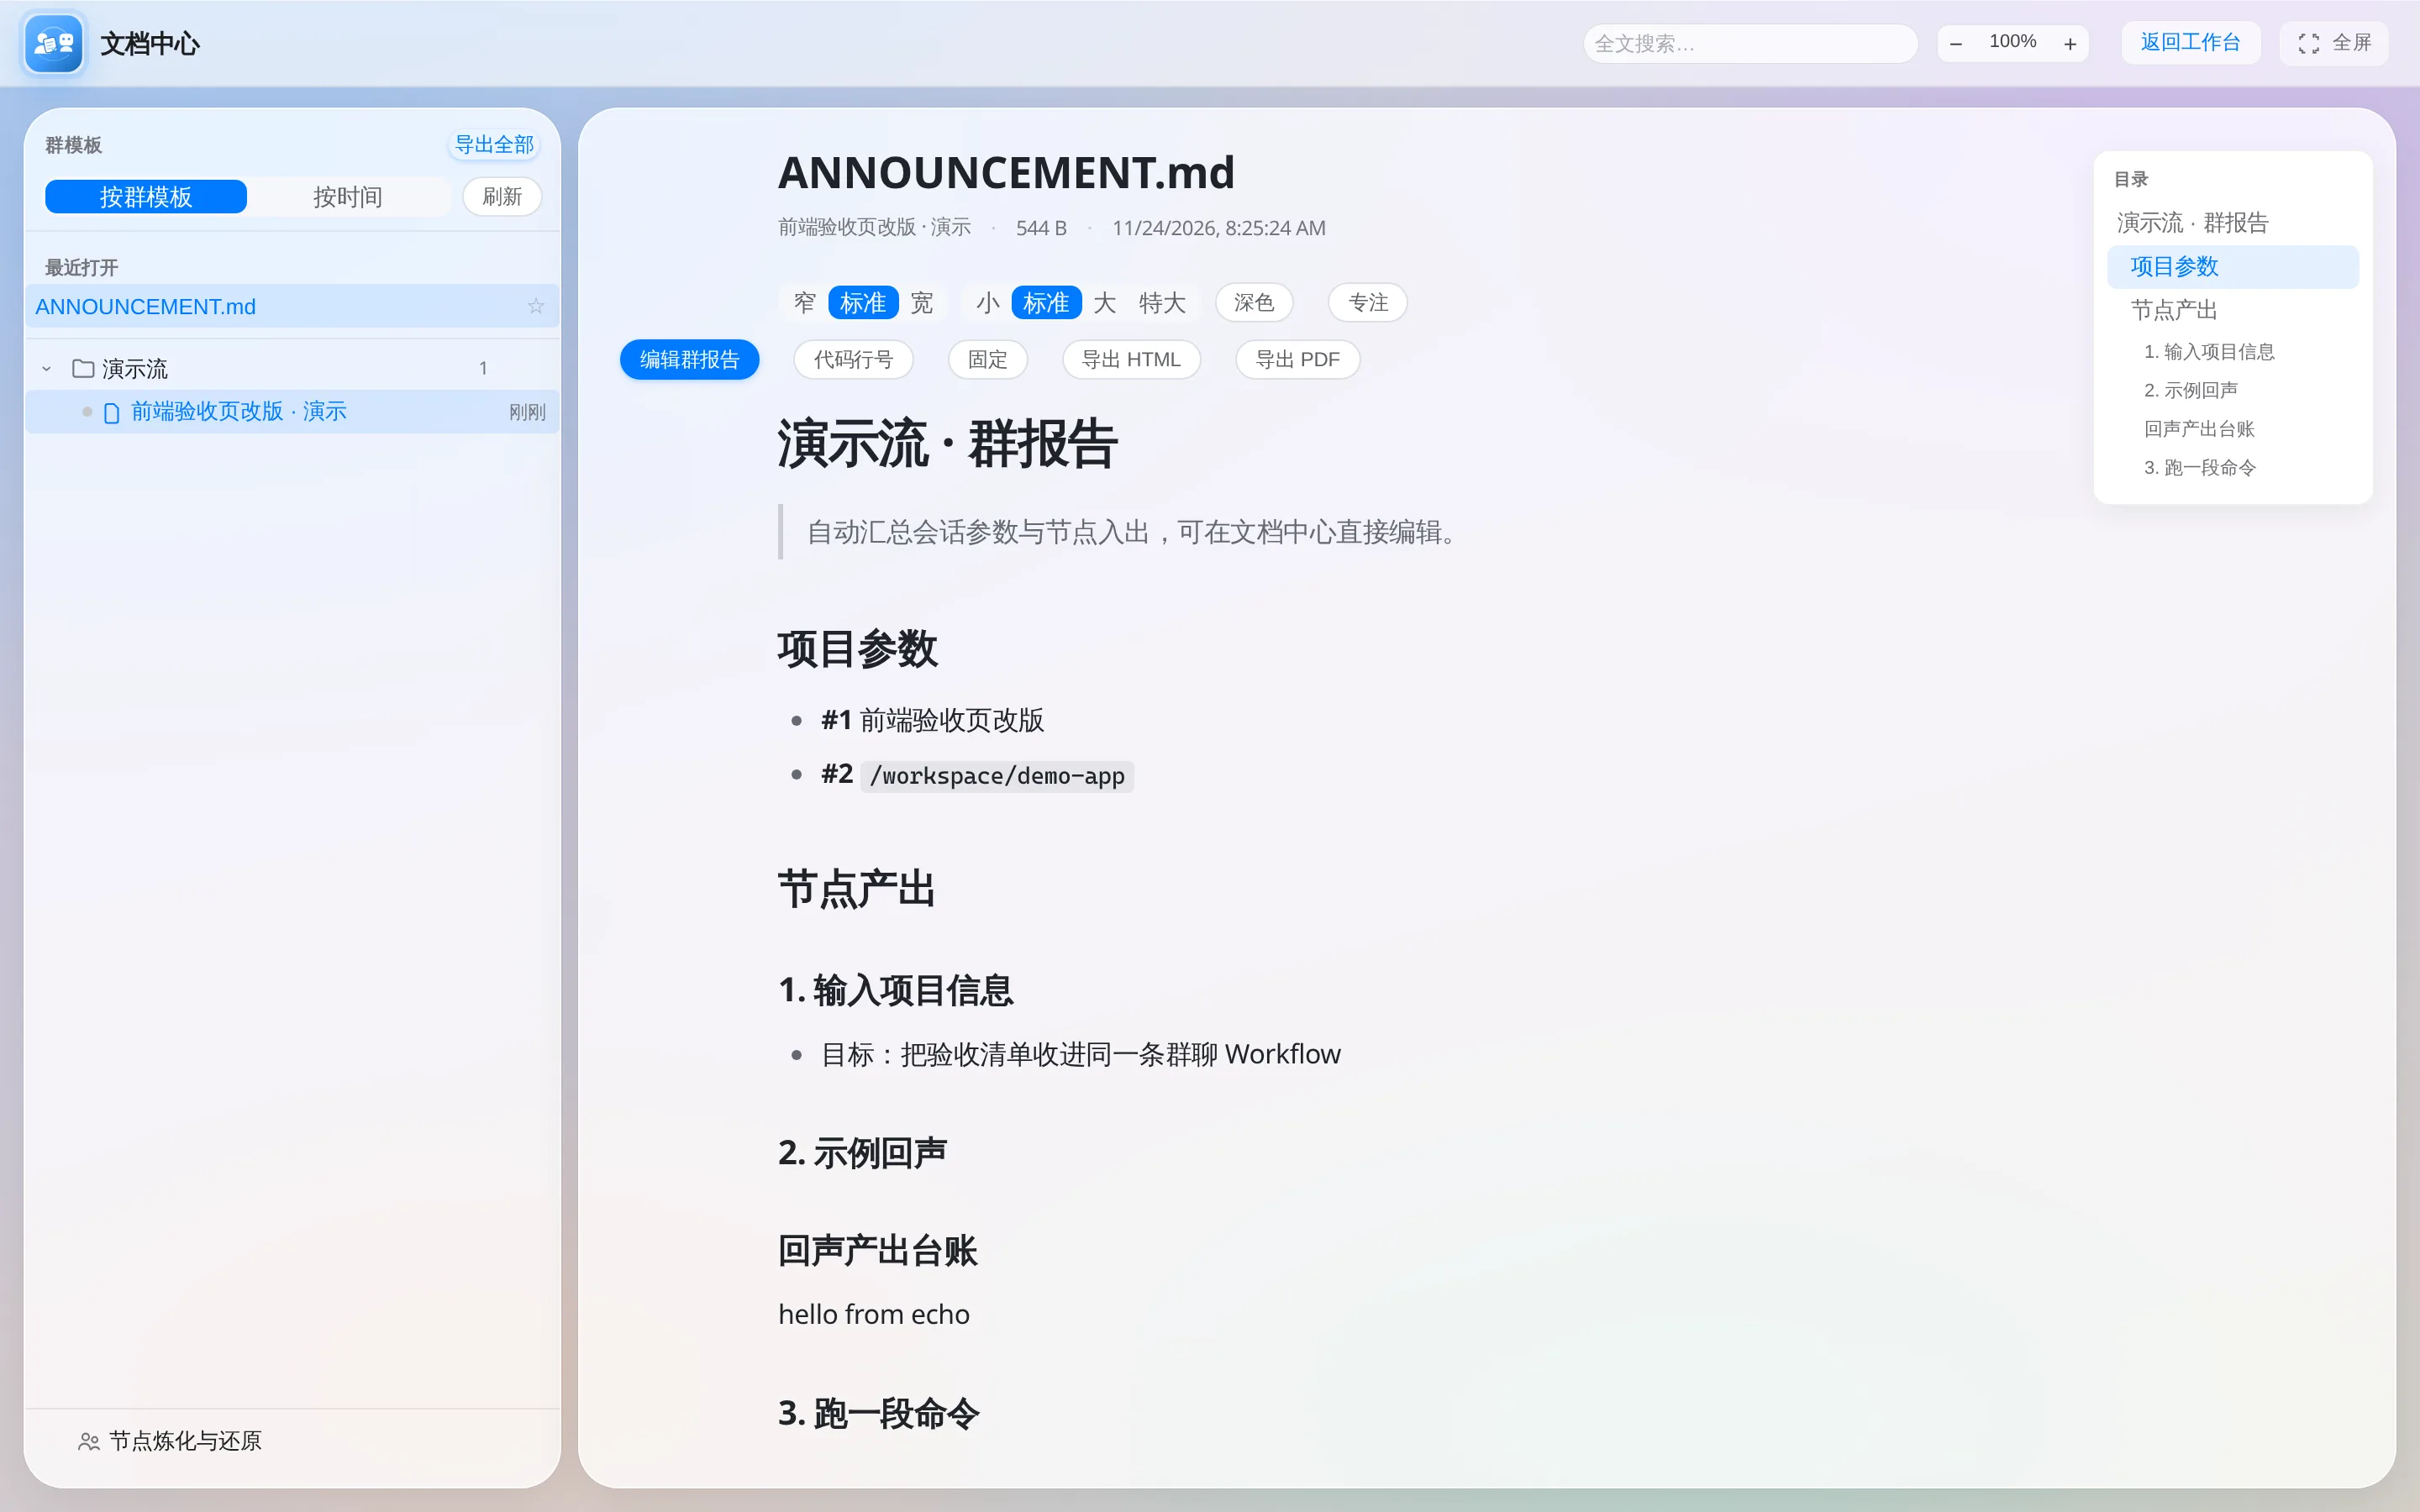 文档中心
全文搜索…
− 100% +
返回工作台
全屏
群模板
导出全部
按群模板 按时间 刷新
最近打开
ANNOUNCEMENT.md
演示流 1
前端验收页改版 · 演示 刚刚
节点炼化与还原
ANNOUNCEMENT.md
前端验收页改版 · 演示 · 544 B · 11/24/2026, 8:25:24 AM
窄 标准 宽 小 标准 大 特大 深色 专注
编辑群报告 代码行号 固定 导出 HTML 导出 PDF
演示流 · 群报告
自动汇总会话参数与节点入出，可在文档中心直接编辑。
项目参数
#1 前端验收页改版
#2 /workspace/demo-app
节点产出
1. 输入项目信息
目标：把验收清单收进同一条群聊 Workflow
2. 示例回声
回声产出台账
hello from echo
3. 跑一段命令
目录
演示流 · 群报告
项目参数
节点产出
1. 输入项目信息
2. 示例回声
回声产出台账
3. 跑一段命令